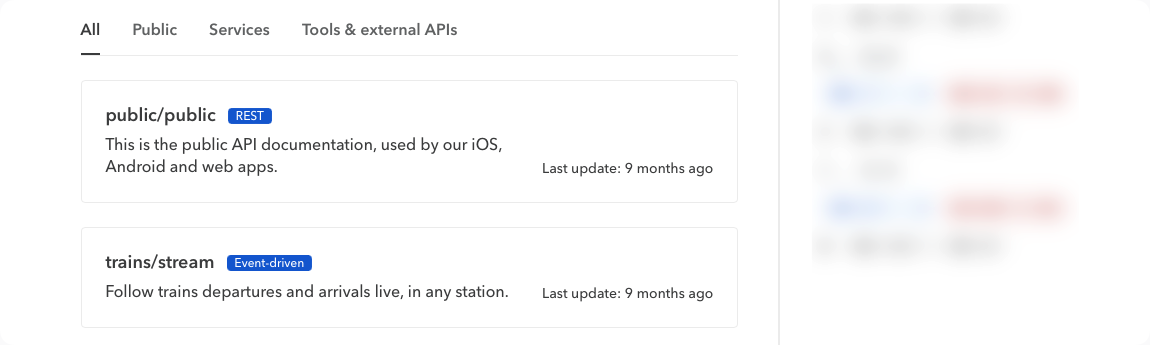 All Public Services Tools & external APIs
public/public REST
This is the public API documentation, used by our iOS,
Android and web apps.
Last update: 9 months ago
trains/stream Event-driven
Follow trains departures and arrivals live, in any station.
Last update: 9 months ago